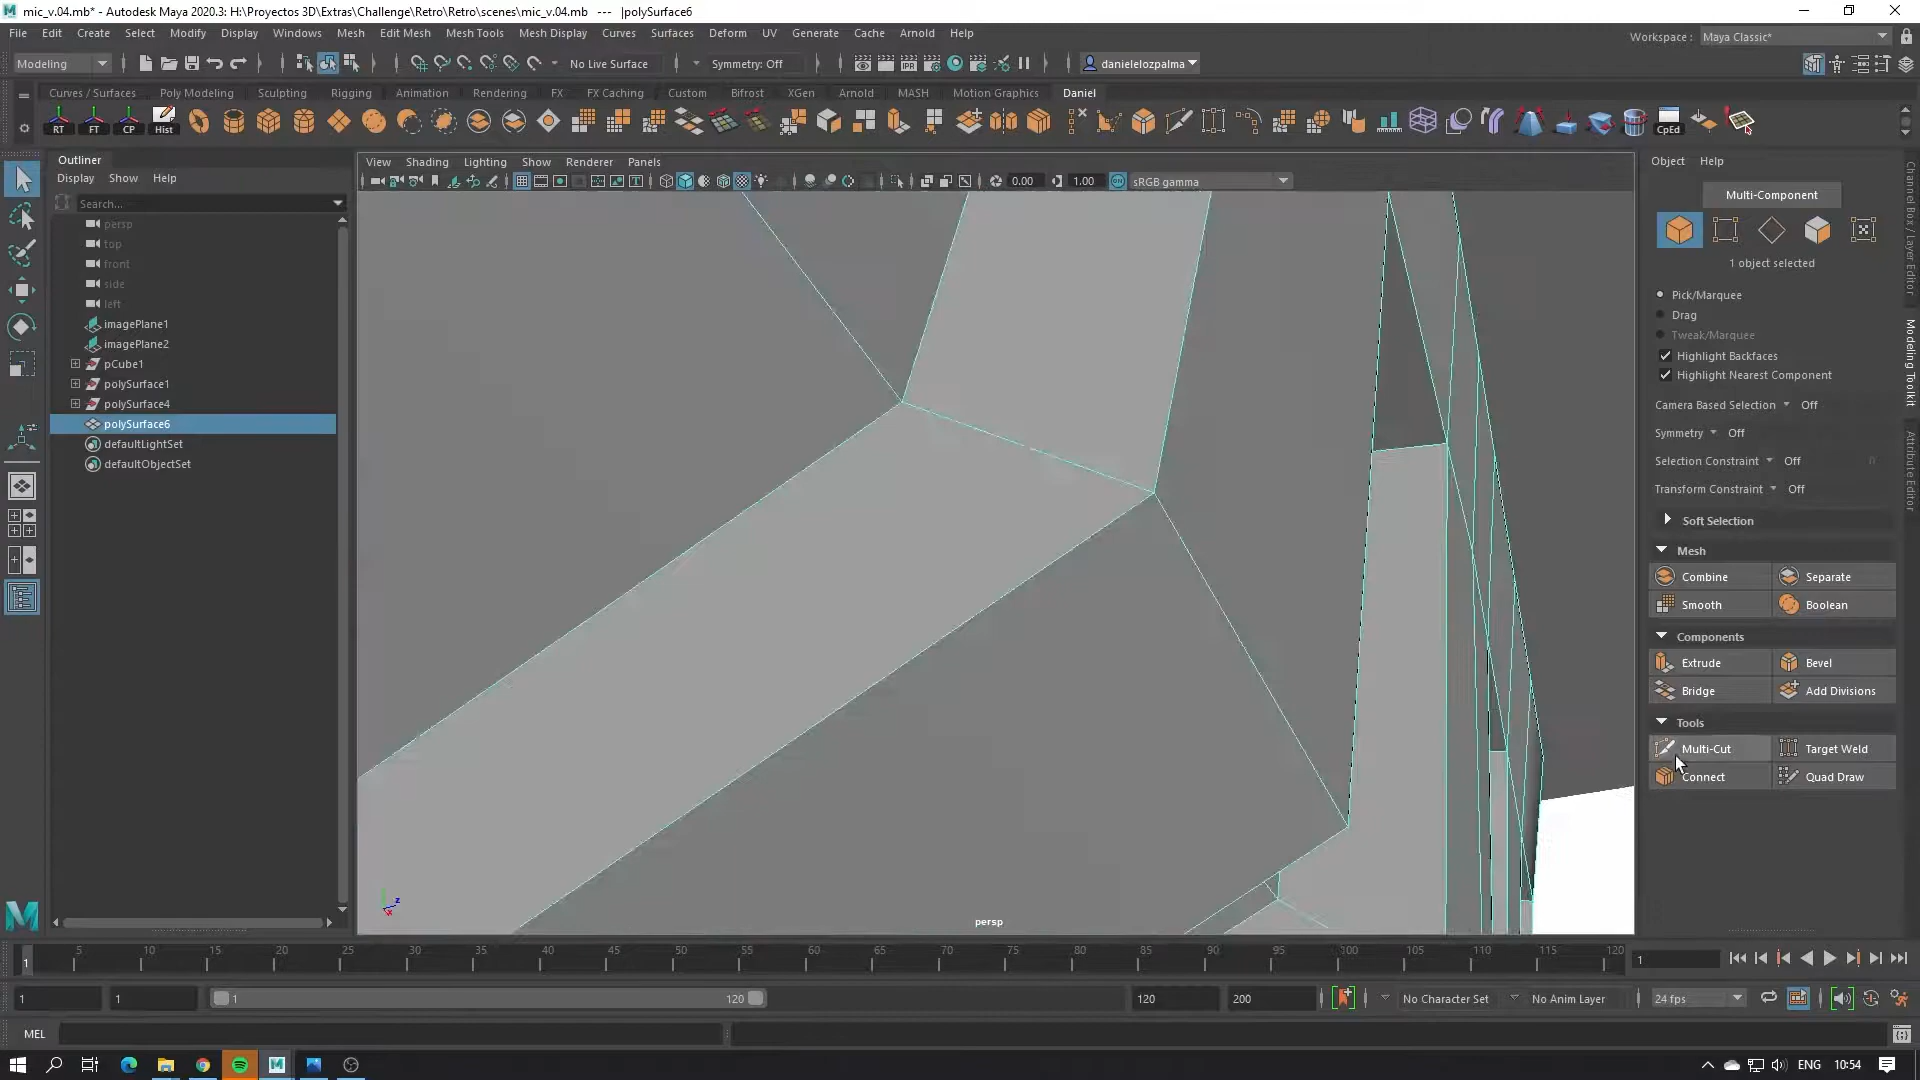 mic_v.04.mb* - Autodesk Maya 2020.3: H:\Proyectos 3D\Extras\Challenge\Retro\Retro\scenes\mic_v.04.mb   ---   |polySurface6
File Edit Create Select Modify Display Windows Mesh Edit Mesh Mesh Tools Mesh Display Curves Surfaces Deform UV Generate Cache Arnold Help
Workspace : Maya Classic*
Modeling No Live Surface Symmetry: Off danielelozpalma
Curves / Surfaces Poly Modeling Sculpting Rigging Animation Rendering FX FX Caching Custom Bifrost XGen Arnold MASH Motion Graphics Daniel
RT FT CP Hist CpEd
Outliner
Display Show Help
Search...
persp
top
front
side
left
imagePlane1
imagePlane2
pCube1
polySurface1
polySurface4
polySurface6
defaultLightSet
defaultObjectSet
View Shading Lighting Show Renderer Panels
0.00 1.00 ON sRGB gamma
z
x
persp
Object Help
Multi-Component
1 object selected
Pick/Marquee
Drag
Tweak/Marquee
Highlight Backfaces
Highlight Nearest Component
Camera Based Selection Off
Symmetry Off
Selection Constraint Off
Transform Constraint Off
Soft Selection
Mesh
Combine Separate
Smooth Boolean
Components
Extrude Bevel
Bridge Add Divisions
Tools
Multi-Cut Target Weld
Connect Quad Draw
Channel Box / Layer Editor
Modeling Toolkit
Attribute Editor
1 5 10 15 20 25 30 35 40 45 50 55 60 65 70 75 80 85 90 95 100 105 110 115 120 1
1 1 1 120 120 200 No Character Set No Anim Layer 24 fps
MEL
ENG 10:54